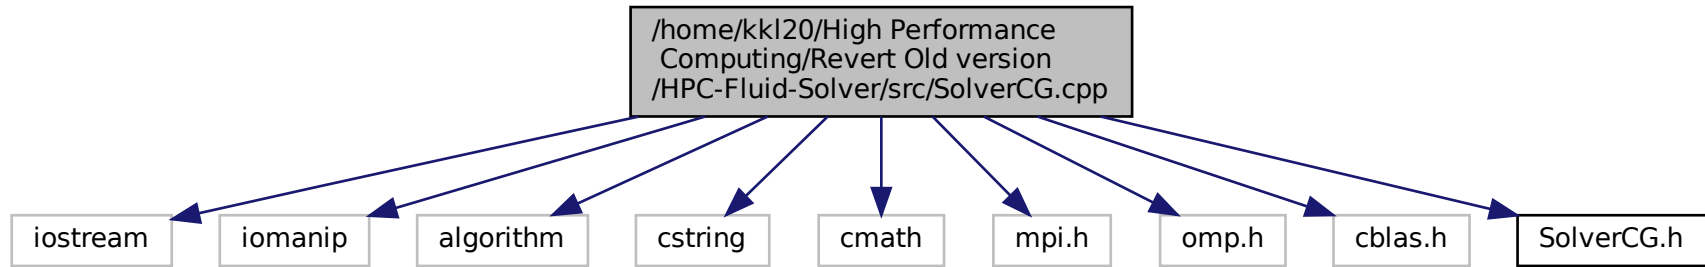 /home/kkl20/High Performance
Computing/Revert Old version
/HPC-Fluid-Solver/src/SolverCG.cpp
iostream
iomanip
algorithm
cstring
cmath
mpi.h
omp.h
cblas.h
SolverCG.h